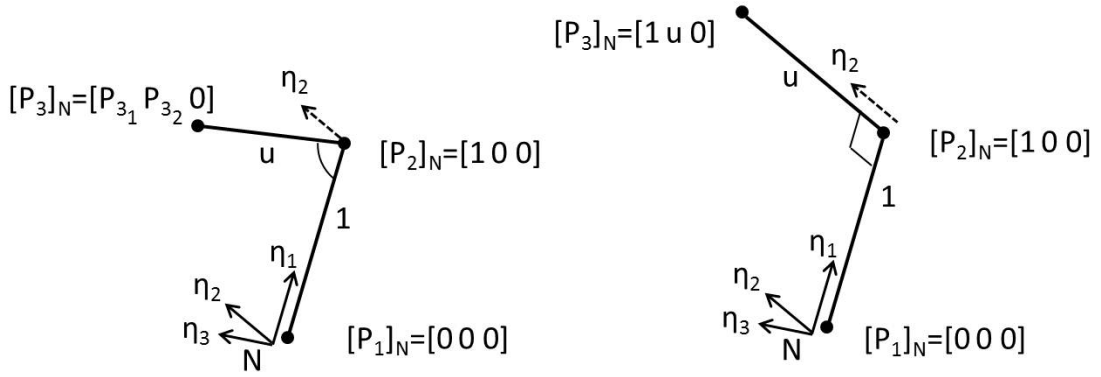 [P₃]N=[P₃₁ P₃₂ 0]
η₂
u
[P₂]N=[1 0 0]
1
η₁
η₂
η₃
N
[P₁]N=[0 0 0]
[P₃]N=[1 u 0]
η₂
u
[P₂]N=[1 0 0]
1
η₁
η₂
η₃
N
[P₁]N=[0 0 0]